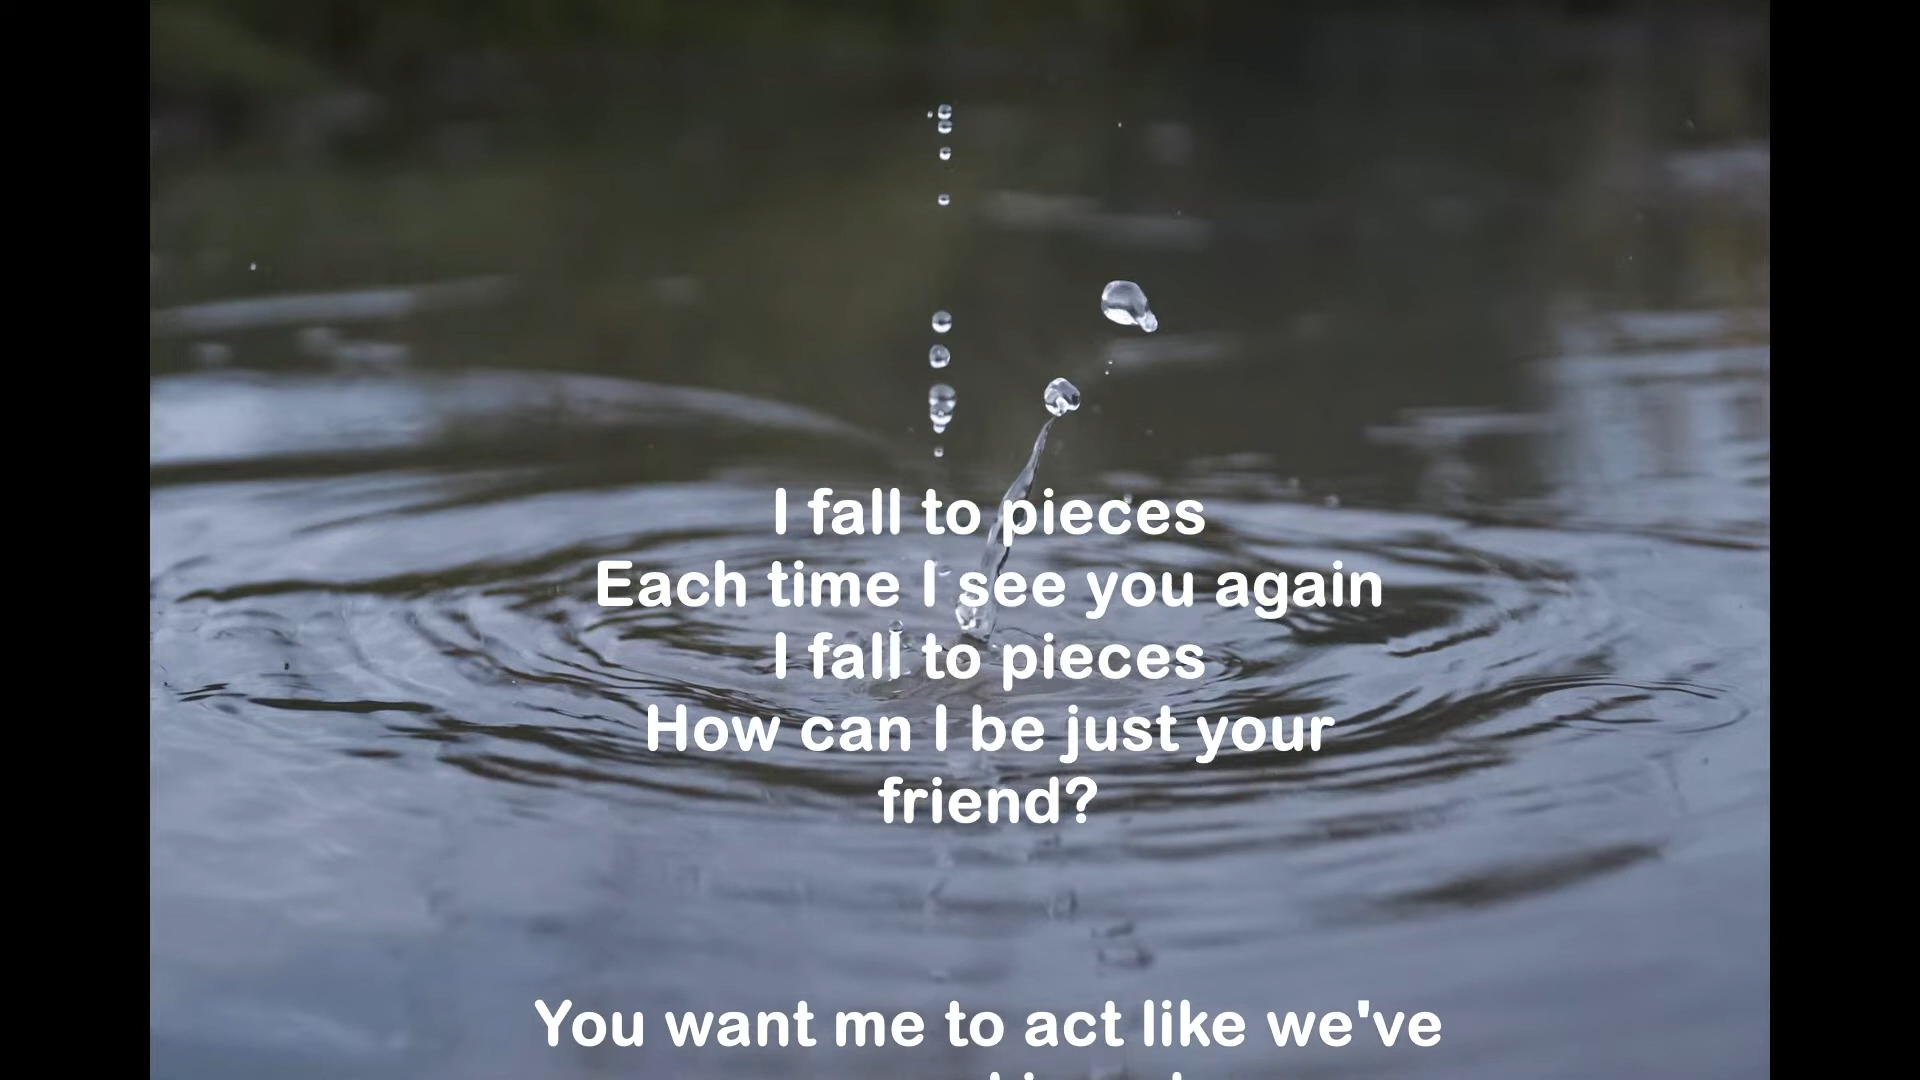 I fall to pieces
Each time I see you again
I fall to pieces
How can I be just your
friend?
You want me to act like we've